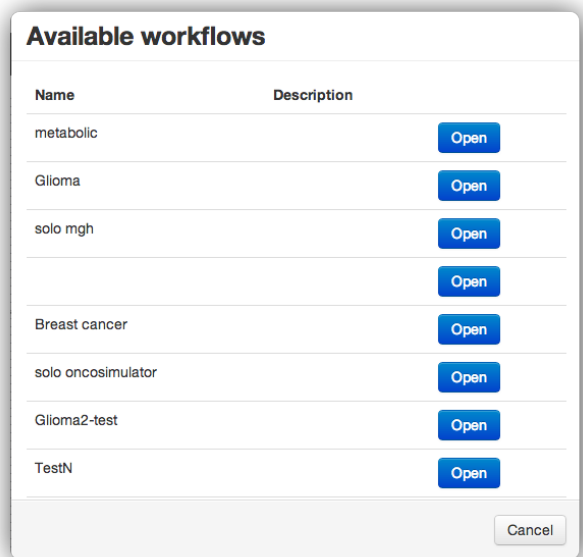 Available workflows
Name Description
metabolic Open
Glioma Open
solo mgh Open
Open
Breast cancer Open
solo oncosimulator Open
Glioma2-test Open
TestN Open
Cancel